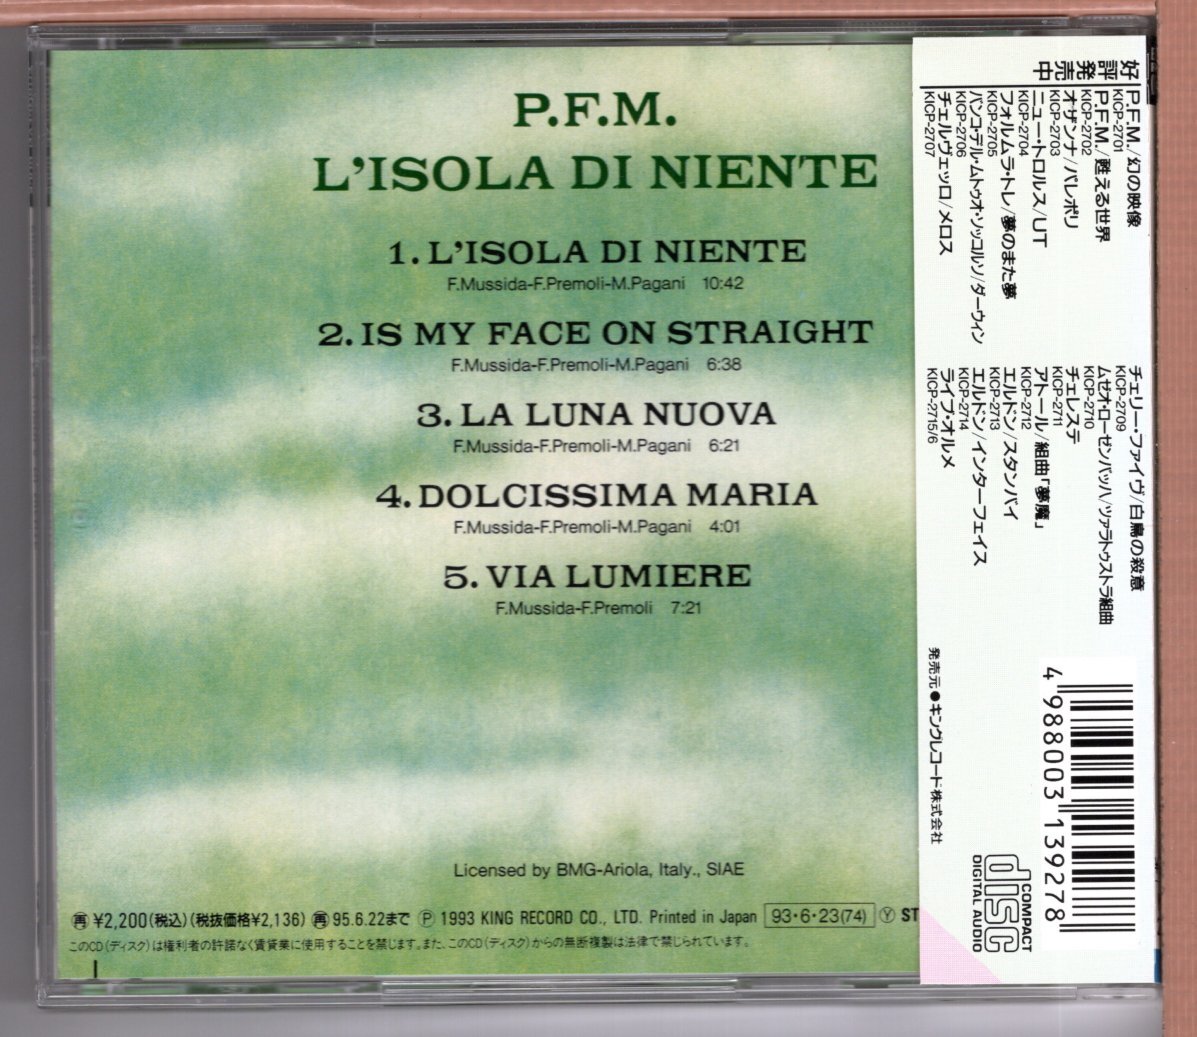 P.F.M.
L'ISOLA DI NIENTE
1. L'ISOLA DI NIENTE
F.Mussida-F.Premoli-M.Pagani 10:42
2. IS MY FACE ON STRAIGHT
F.Mussida-F.Premoli-M.Pagani 6:38
3. LA LUNA NUOVA
F.Mussida-F.Premoli-M.Pagani 6:21
4. DOLCISSIMA MARIA
F.Mussida-F.Premoli-M.Pagani 4:01
5. VIA LUMIERE
F.Mussida-F.Premoli 7:21
Licensed by BMG-Ariola, Italy., SIAE
再 ¥2,200(税込)(税抜価格¥2,136) 再 95.6.22まで Ⓟ 1993 KING RECORD CO., LTD. Printed in Japan 93・6・23(74) Ⓨ ST
このCD(ディスク)は権利者の許諾なく賃貸業に使用することを禁じます。また、このCD(ディスク)からの無断複製は法律で禁じられています。
好評発売中
P.F.M./幻の映像
KICP-2701
P.F.M./甦える世界
KICP-2702
オザンナ/パレポリ
KICP-2703
ニュー・トロルス/UT
KICP-2704
フォルムラ・トレ/夢のまた夢
KICP-2705
バンコ・デル・ムトゥオ・ソッコルソ/ダーウィン
KICP-2706
チェルヴェッロ/メロス
KICP-2707
チェリー・ファイヴ/白鳥の殺意
KICP-2709
ムゼオ・ローゼンバッハ/ツァラトゥストラ組曲
KICP-2710
チェレステ
KICP-2711
アトール/組曲「夢魔」
KICP-2712
エルドン/スタンバイ
KICP-2713
エルドン/インターフェイス
KICP-2714
ライブ・オルメ
KICP-2715/6
発売元●キングレコード株式会社
4 988003 139278
COMPACT
disc
DIGITAL AUDIO